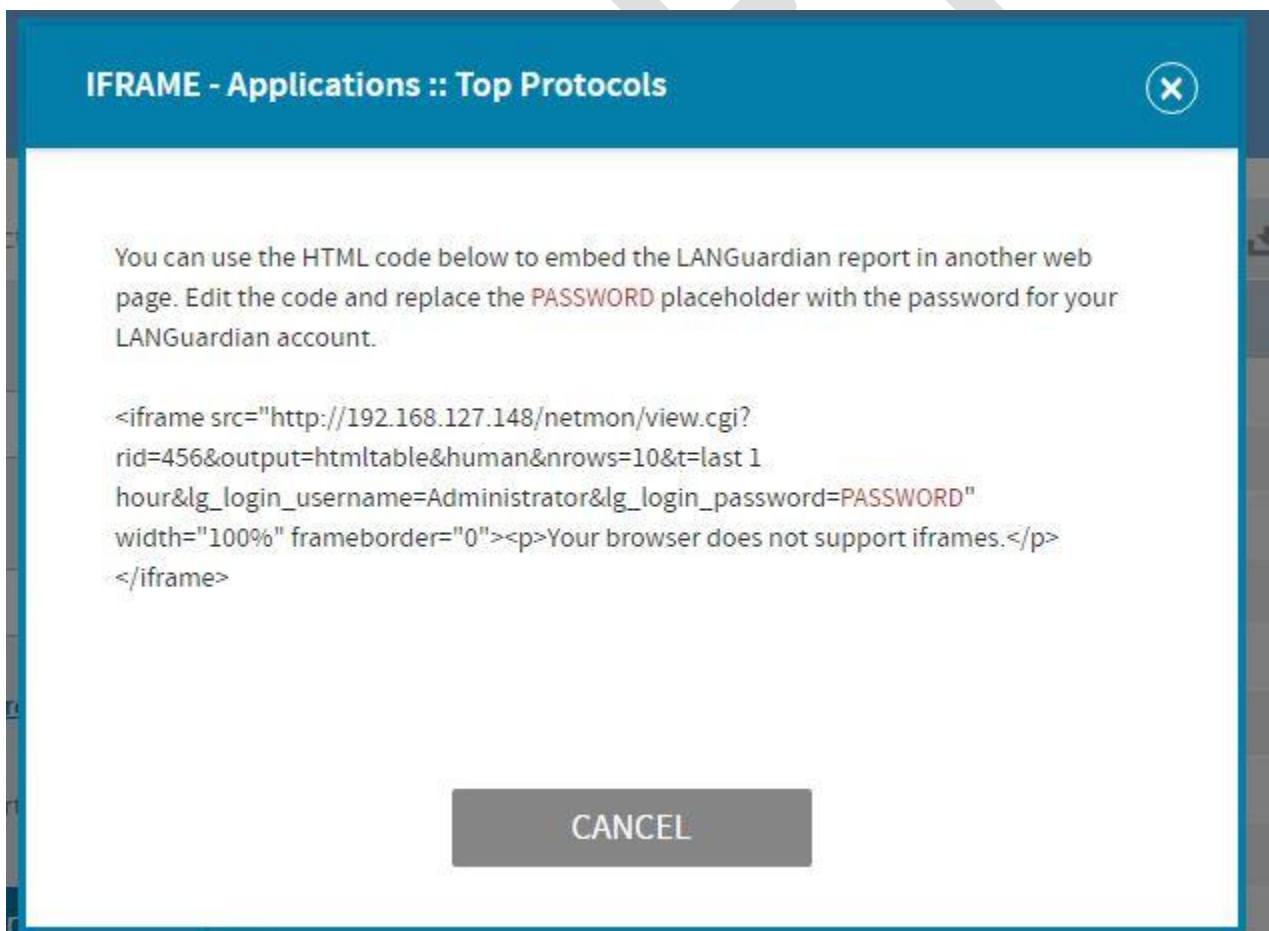 IFRAME - Applications :: Top Protocols
You can use the HTML code below to embed the LANGuardian report in another web
page. Edit the code and replace the PASSWORD placeholder with the password for your
LANGuardian account.
<iframe src="http://192.168.127.148/netmon/view.cgi?
rid=456&output=htmltable&human&nrows=10&t=last 1
hour&lg_login_username=Administrator&lg_login_password=PASSWORD"
width="100%" frameborder="0"><p>Your browser does not support iframes.</p>
</iframe>
CANCEL